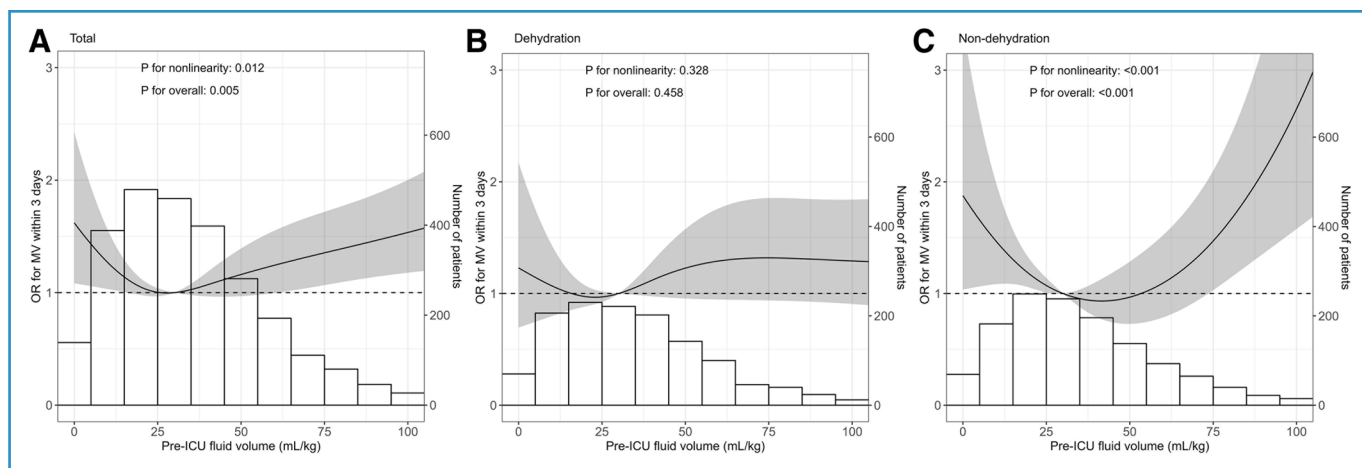 A
Total
P for nonlinearity: 0.012
P for overall: 0.005
OR for MV within 3 days
3
2
1
0
600
400
200
0
Number of patients
0
25
50
75
100
Pre-ICU fluid volume (mL/kg)
B
Dehydration
P for nonlinearity: 0.328
P for overall: 0.458
OR for MV within 3 days
3
2
1
0
600
400
200
0
Number of patients
0
25
50
75
100
Pre-ICU fluid volume (mL/kg)
C
Non-dehydration
P for nonlinearity: <0.001
P for overall: <0.001
OR for MV within 3 days
3
2
1
0
600
400
200
0
Number of patients
0
25
50
75
100
Pre-ICU fluid volume (mL/kg)